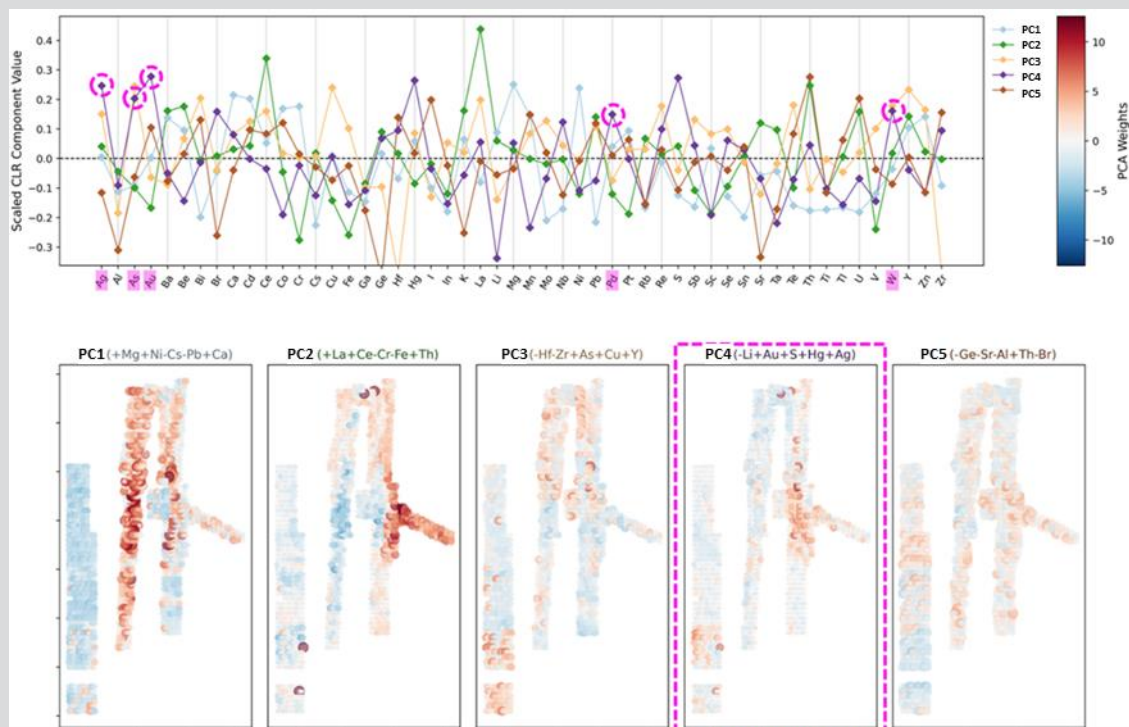 Scaled CLR Component Value
0.4
0.3
0.2
0.1
0.0
−0.1
−0.2
−0.3
Ag Al As Au Ba Be Bi Br Ca Cd Ce Co Cr Cs Cu Fe Ga Ge Hf Hg I In K La Li Mg Mn Mo Nb Ni Pb Pd Pt Rb Re S Sb Sc Se Sn Sr Ta Te Th Ti Tl U V W Y Zn Zr
PC1
PC2
PC3
PC4
PC5
10
5
0
−5
−10
PCA Weights
PC1 (+Mg+Ni-Cs-Pb+Ca)
PC2 (+La+Ce-Cr-Fe+Th)
PC3 (-Hf-Zr+As+Cu+Y)
PC4 (-Li+Au+S+Hg+Ag)
PC5 (-Ge-Sr-Al+Th-Br)